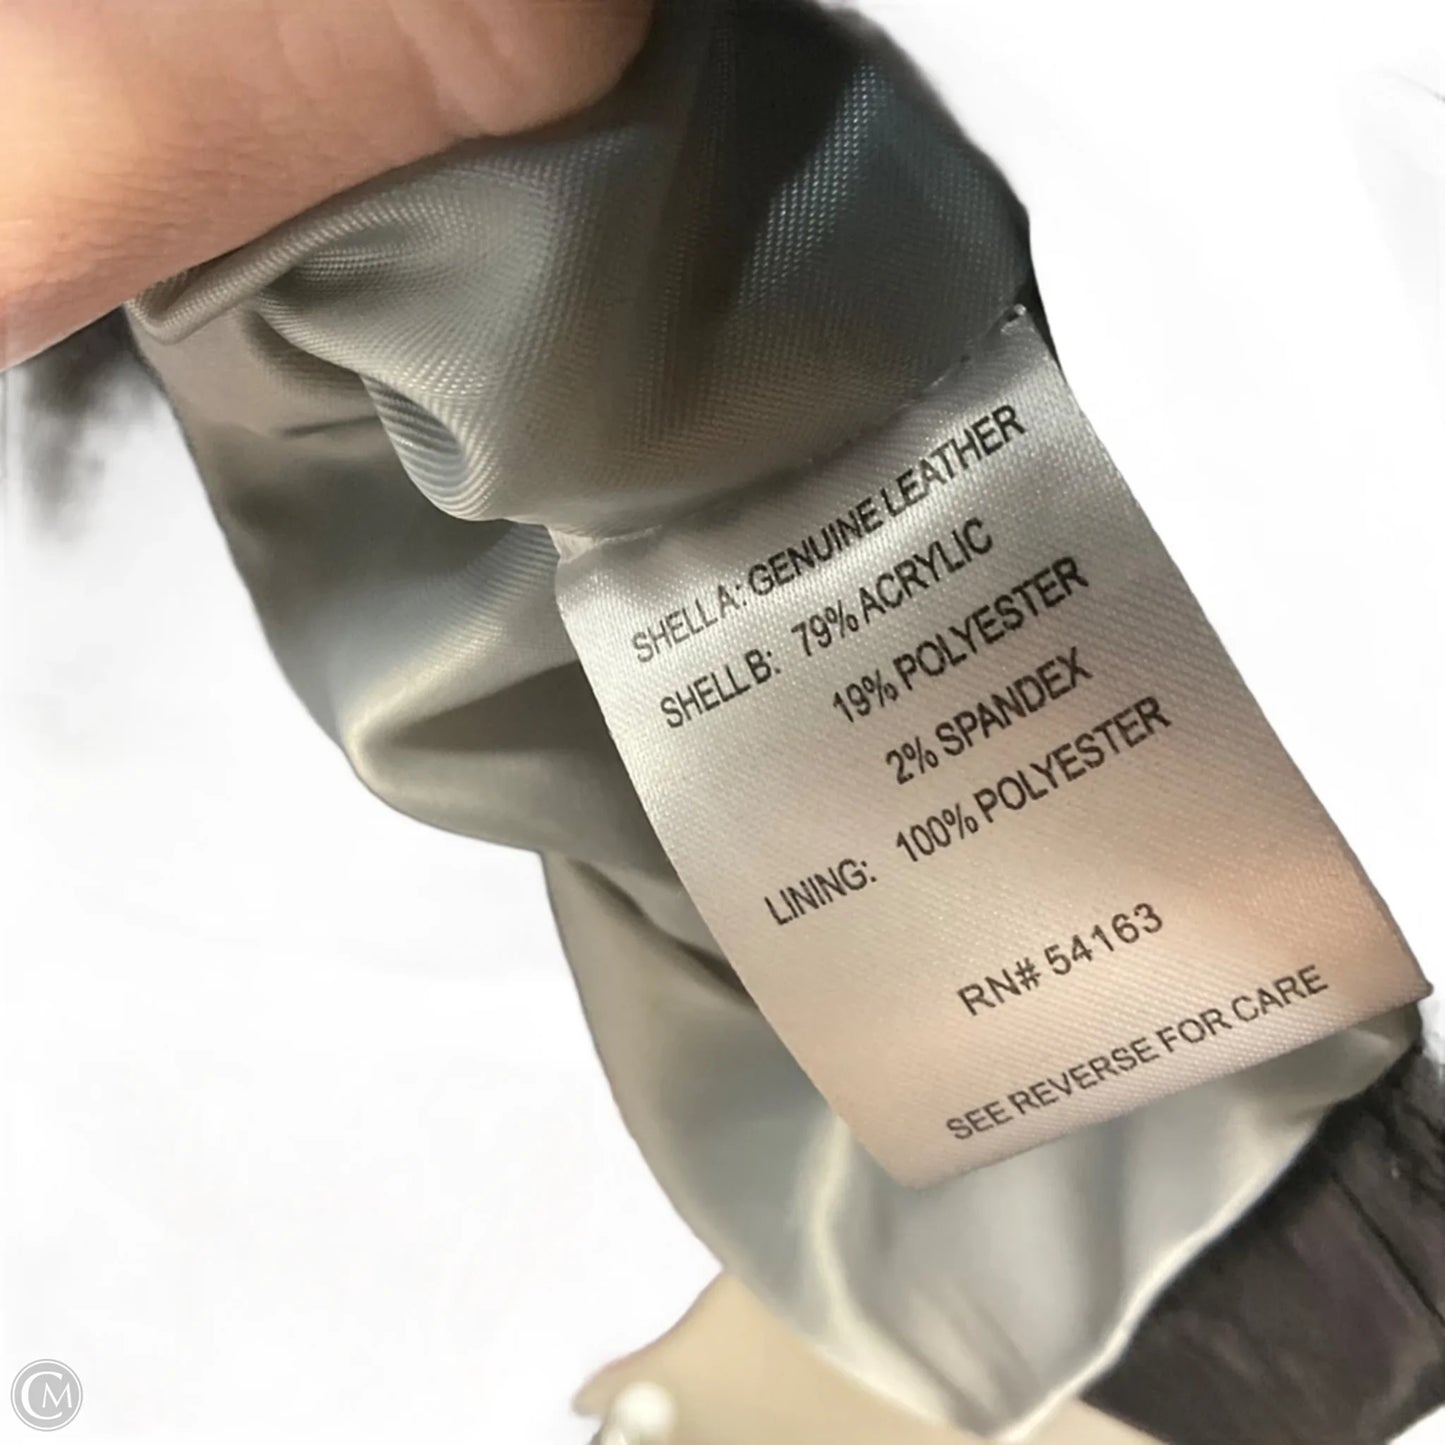 SHELL A: GENUINE LEATHER
SHELL B: 79% ACRYLIC
19% POLYESTER
2% SPANDEX
LINING: 100% POLYESTER
RN# 54163
SEE REVERSE FOR CARE
CM